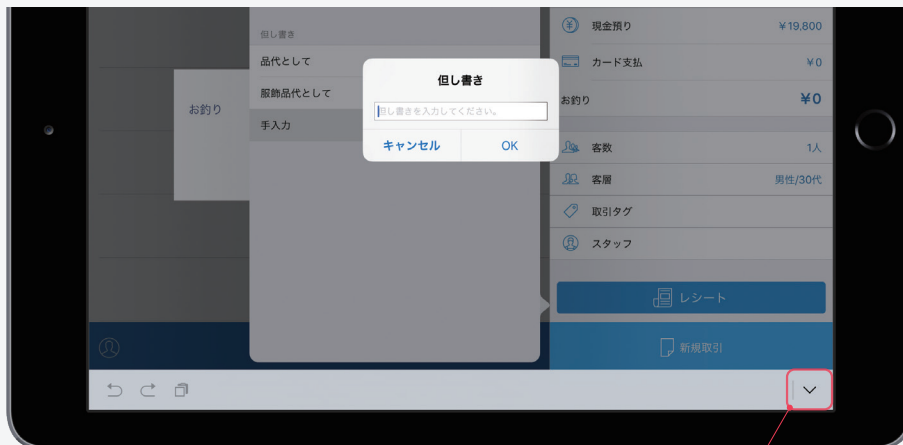 お釣り
但し書き
品代として
服飾品代として
手入力
但し書き
但し書きを入力してください。
キャンセル
OK
現金預り
¥19,800
カード支払
¥0
お釣り
¥0
客数
1人
客層
男性/30代
取引タグ
スタッフ
レシート
新規取引